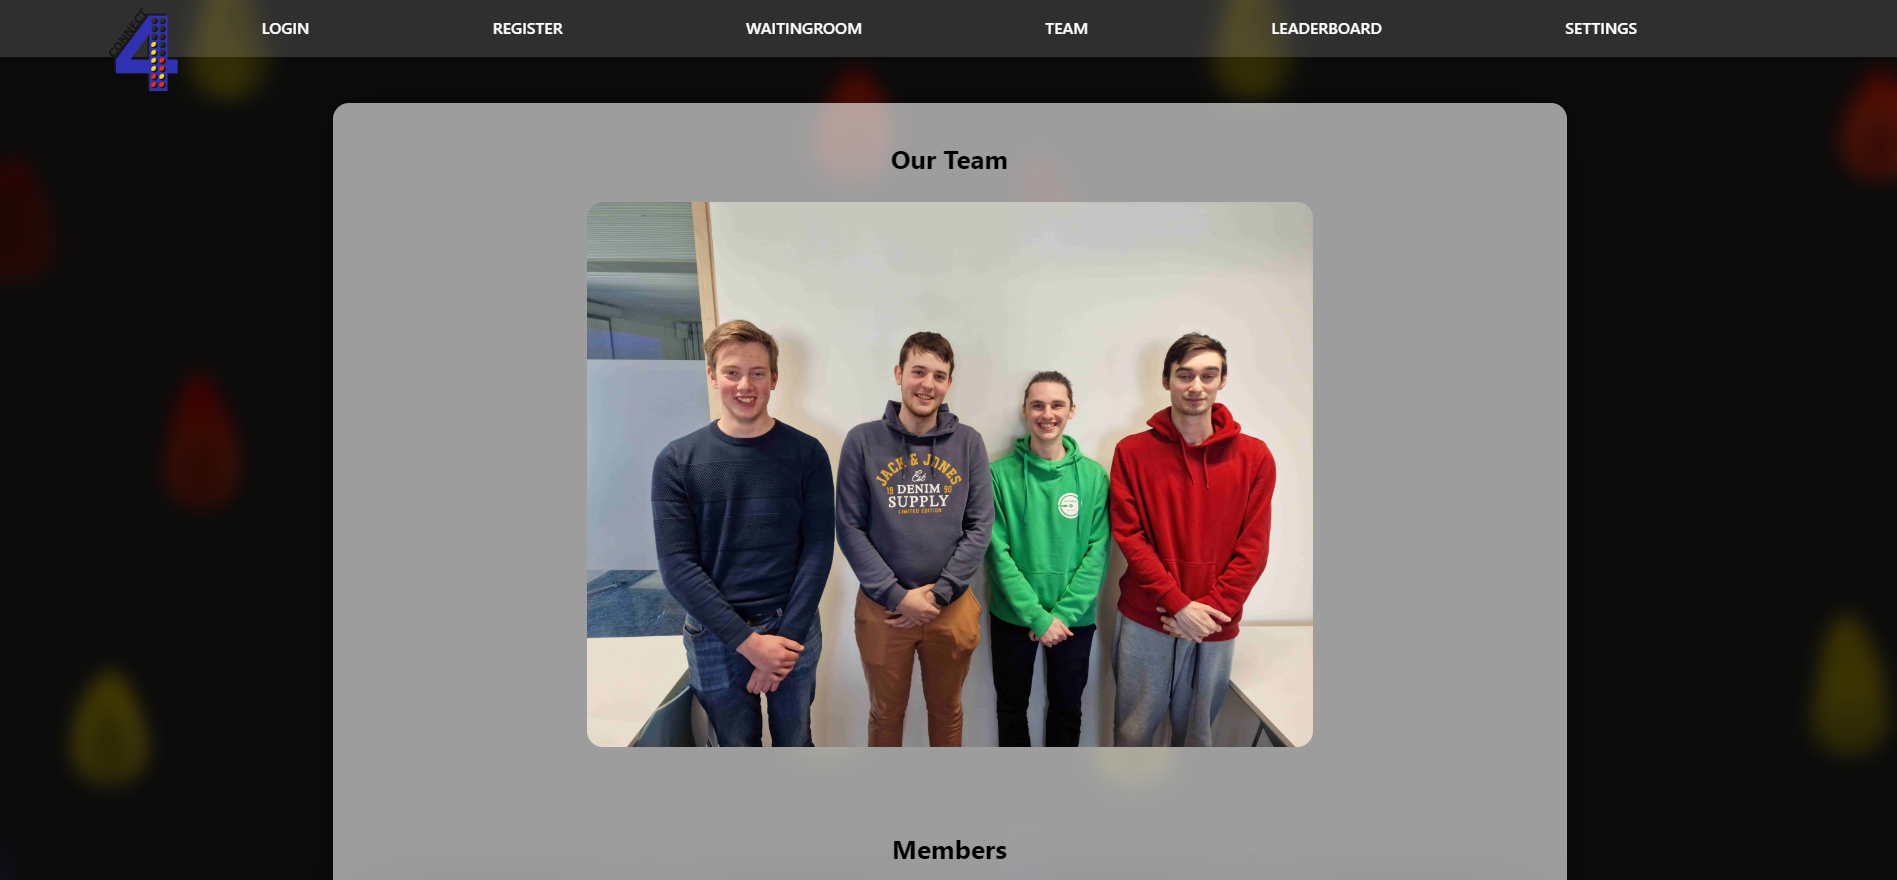 CONNECT
4
LOGIN REGISTER WAITINGROOM TEAM LEADERBOARD SETTINGS
Our Team
JACK & JONES
Est
19 DENIM 90
SUPPLY
LIMITED EDITION
Members